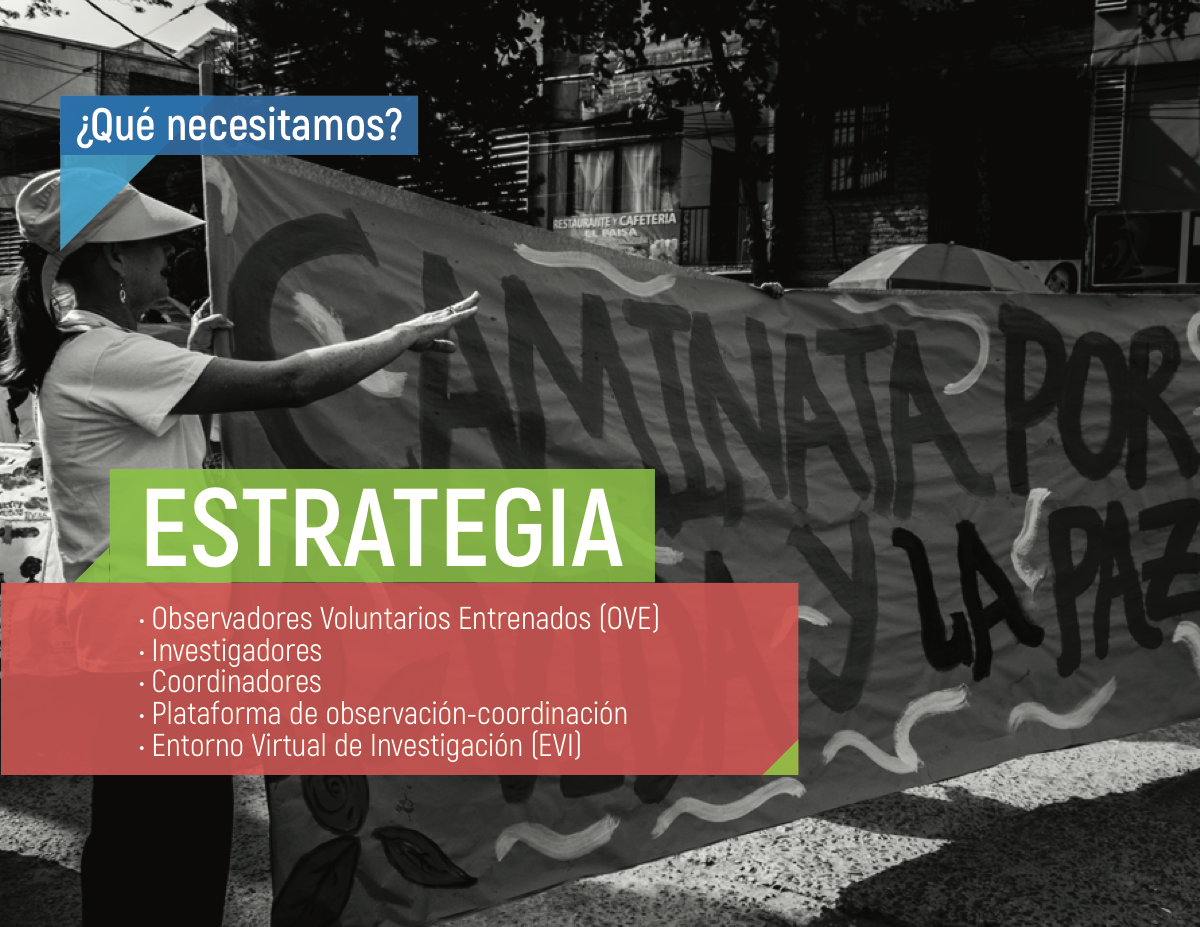 ¿Qué necesitamos?
RESTAURANTE Y CAFETERIA
EL PAISA
CAMINATA POR
VIDA Y LA PAZ
ESTRATEGIA
· Observadores Voluntarios Entrenados (OVE)
· Investigadores
· Coordinadores
· Plataforma de observación-coordinación
· Entorno Virtual de Investigación (EVI)